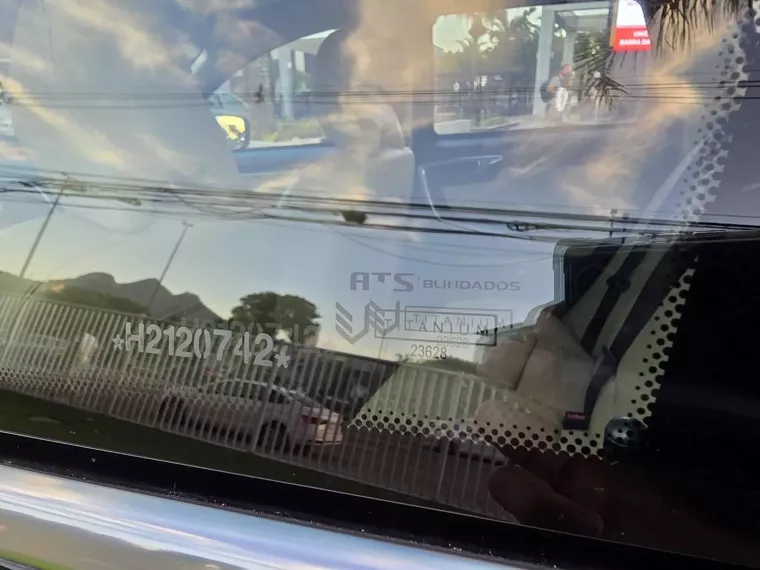 ATS BLINDADOS
TITANIUM
23628
*H2120742*